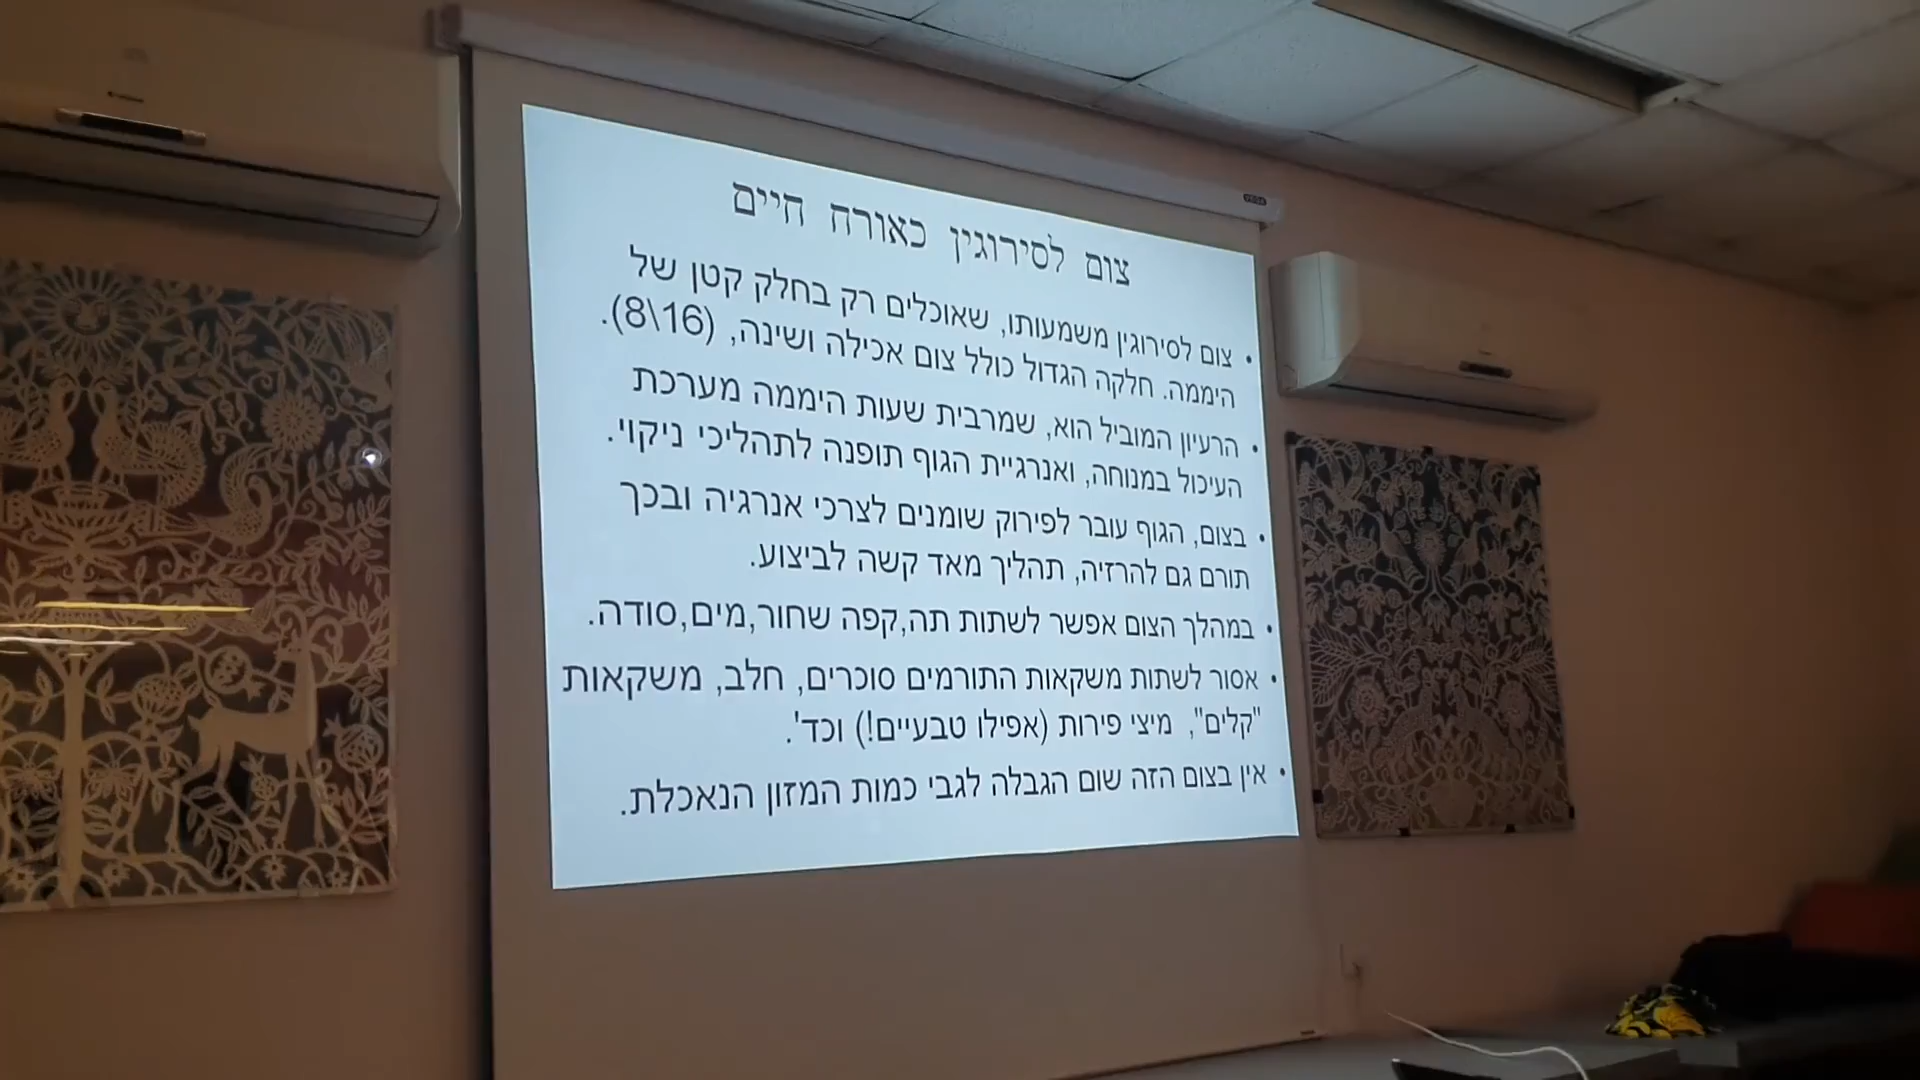 צום לסירוגין כאורח חיים
• צום לסירוגין משמעותו, שאוכלים רק בחלק קטן של
היממה. חלקה הגדול כולל צום אכילה ושינה, (16\8).
• הרעיון המוביל הוא, שמרבית שעות היממה מערכת
העיכול במנוחה, ואנרגיית הגוף תופנה לתהליכי ניקוי.
• בצום, הגוף עובר לפירוק שומנים לצרכי אנרגיה ובכך
תורם גם להרזיה, תהליך מאד קשה לביצוע.
• במהלך הצום אפשר לשתות תה,קפה שחור,מים,סודה.
• אסור לשתות משקאות התורמים סוכרים, חלב, משקאות
"קלים", מיצי פירות (אפילו טבעיים!) וכד'.
• אין בצום הזה שום הגבלה לגבי כמות המזון הנאכלת.